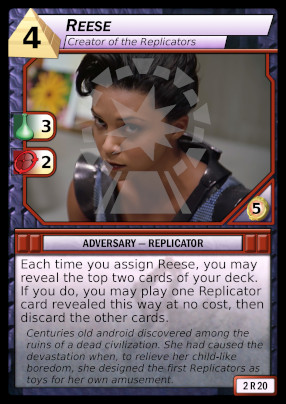 4
REESE
Creator of the Replicators
3
2
5
ADVERSARY – REPLICATOR
Each time you assign Reese, you may
reveal the top two cards of your deck.
If you do, you may play one Replicator
card revealed this way at no cost, then
discard the other cards.
Centuries old android discovered among the
ruins of a dead civilization. She had caused the
devastation when, to relieve her child-like
boredom, she designed the first Replicators as
toys for her own amusement.
2 R 20